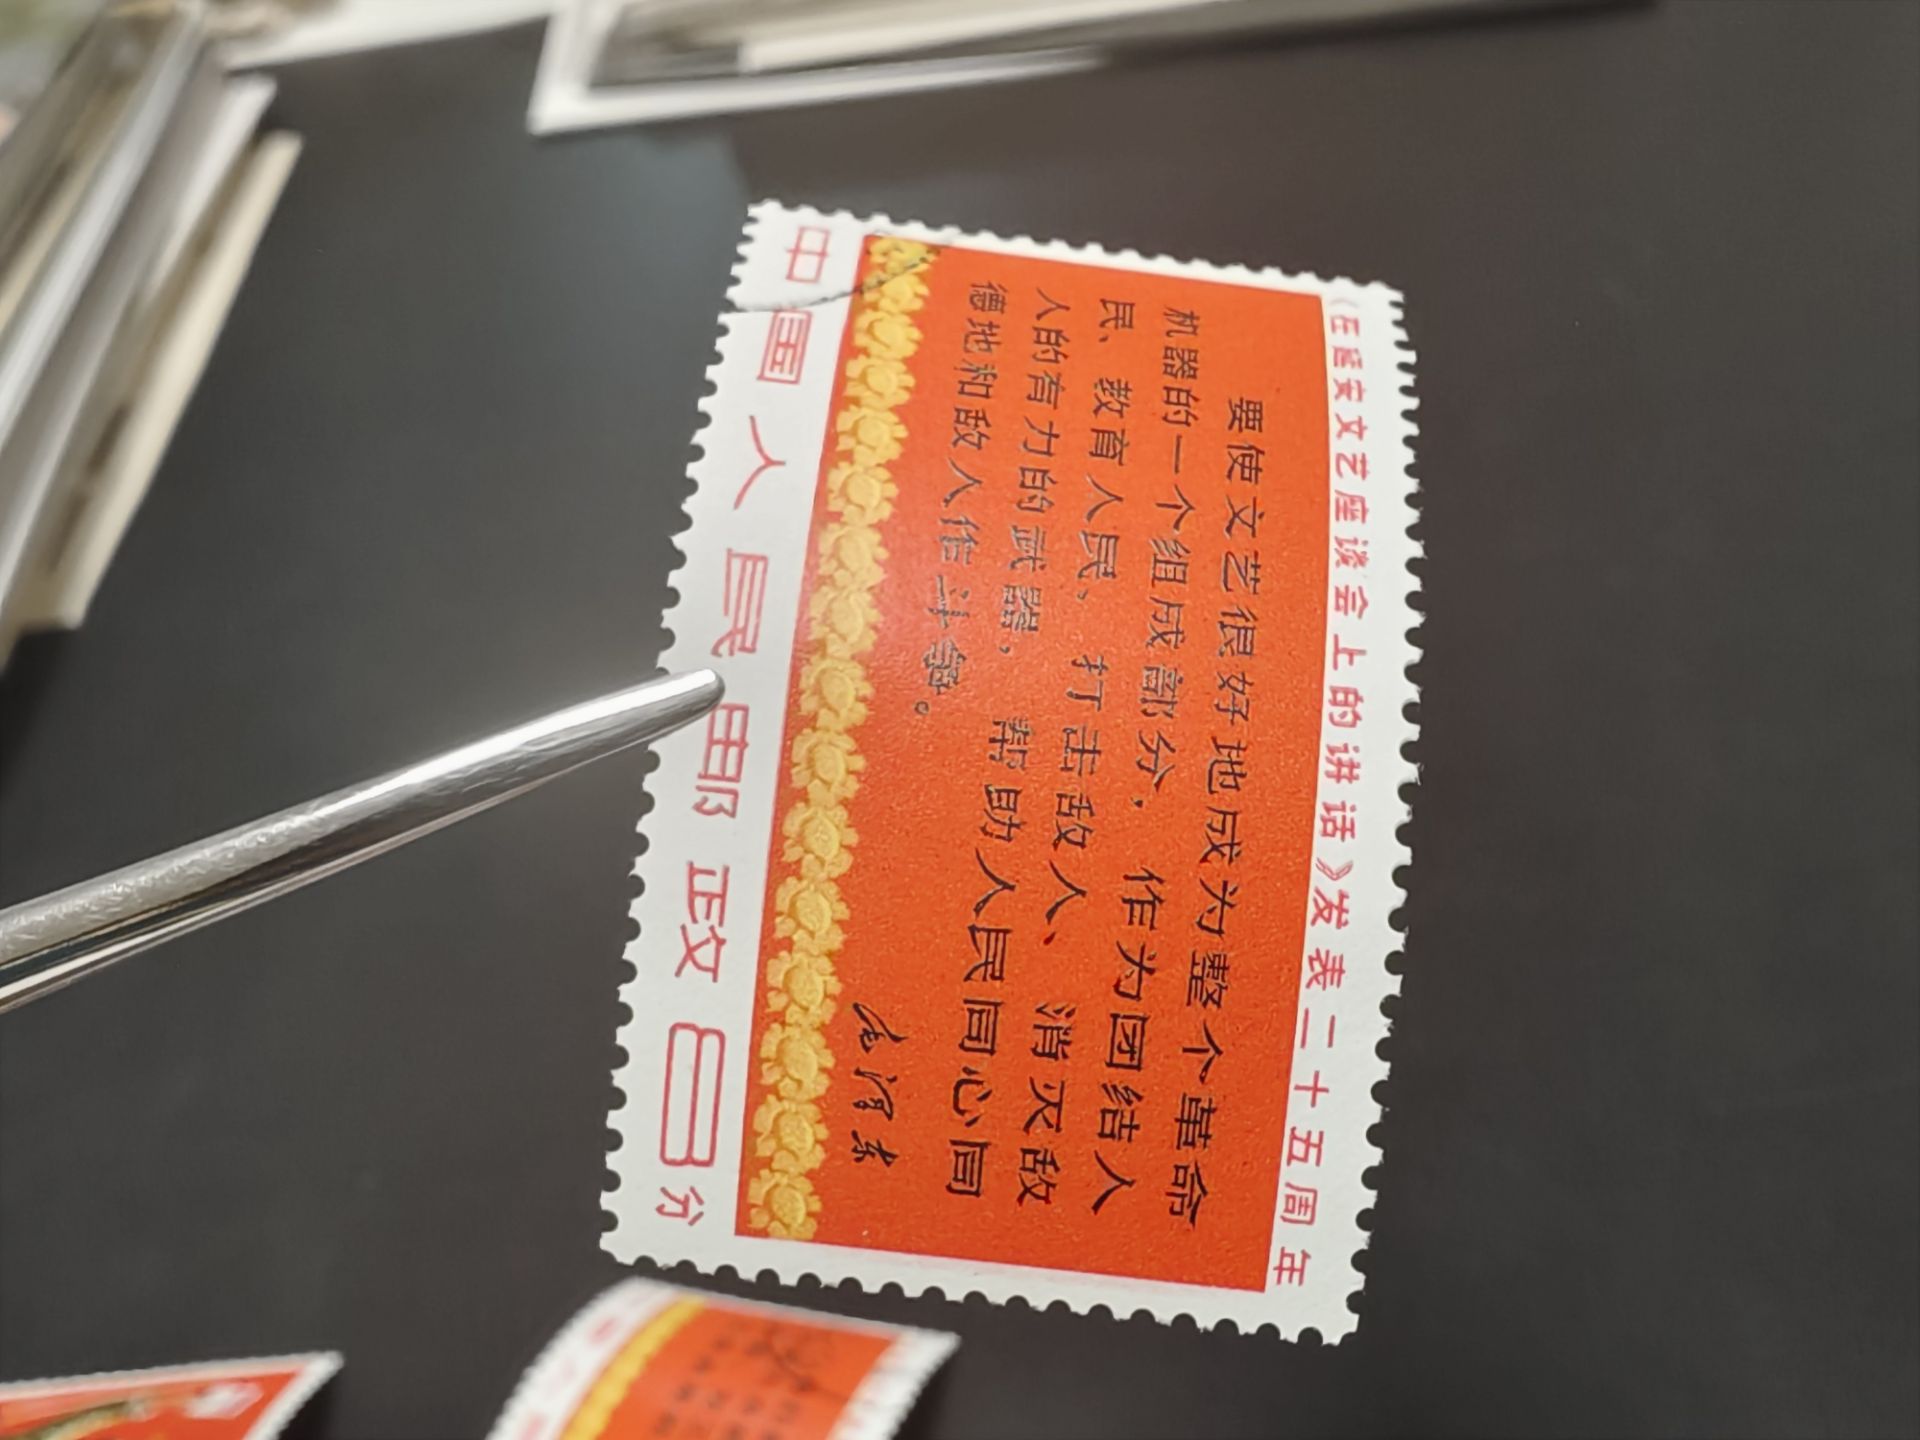 《在延安文艺座谈会上的讲话》发表二十五周年
要使文艺很好地成为整个革命
机器的一个组成部分，作为团结人
民、教育人民、打击敌人、消灭敌
人的有力的武器，帮助人民同心同
德地和敌人作斗争。
毛泽东
中国人民邮政8分